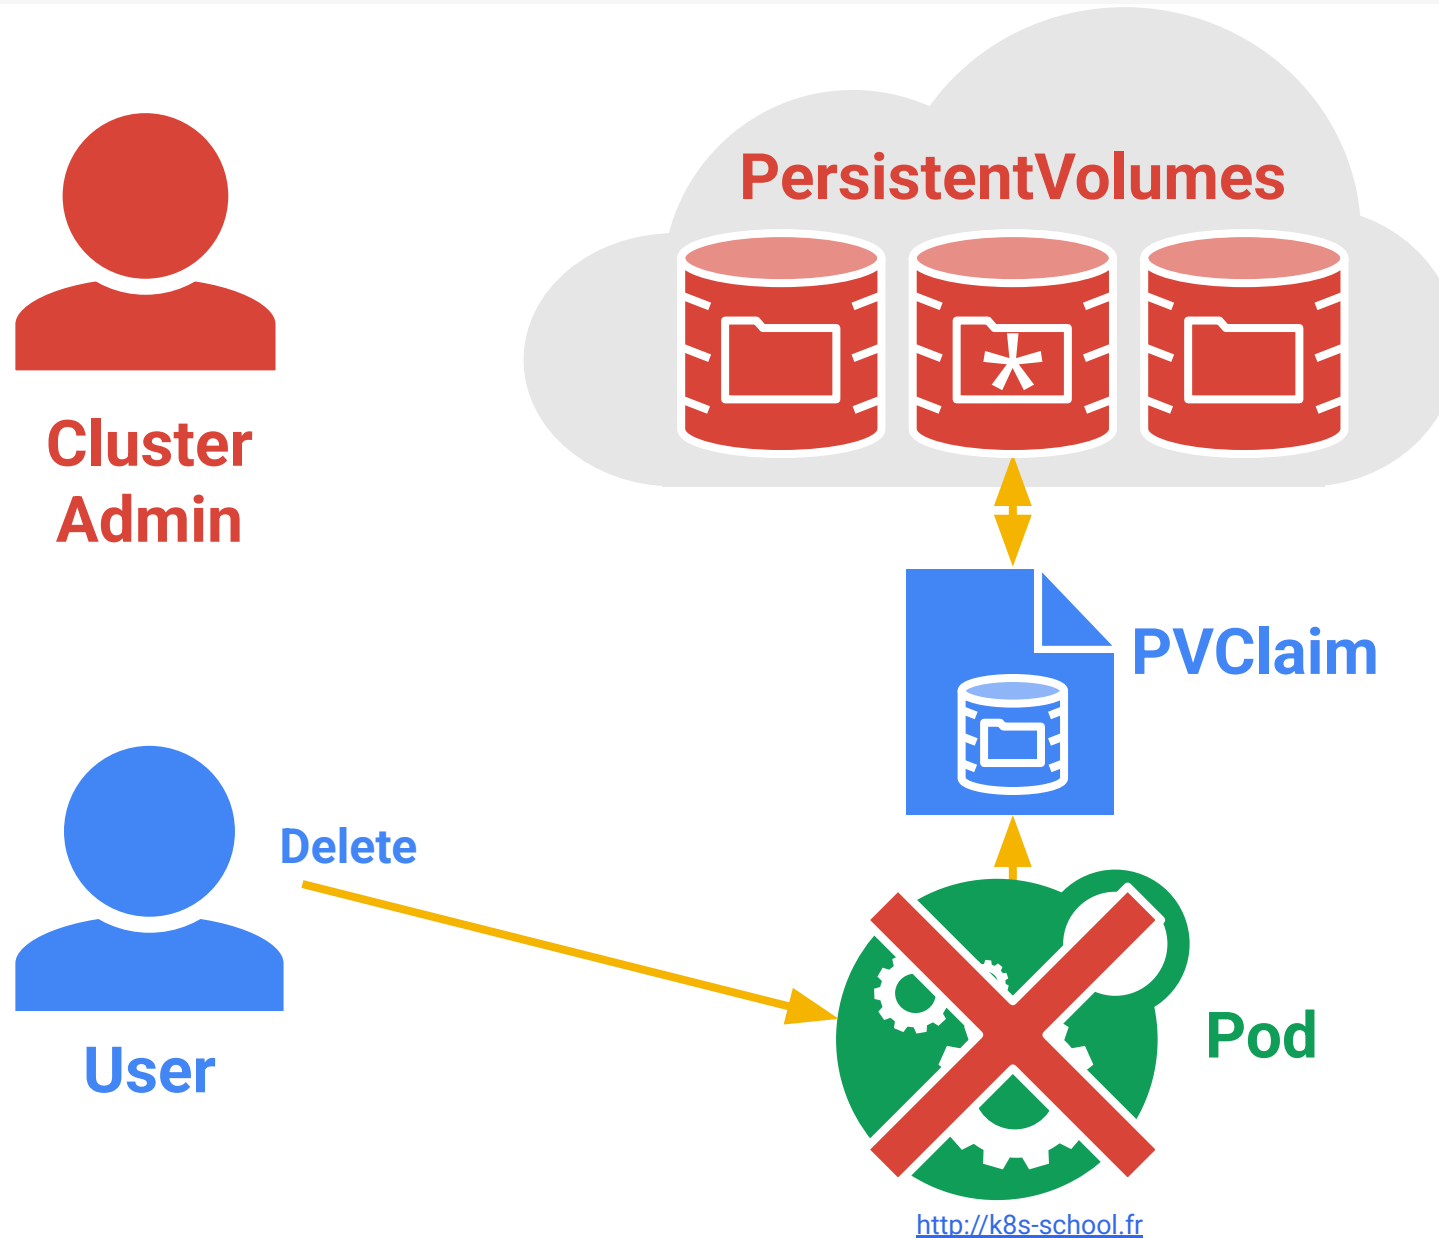 PersistentVolumes
*
Cluster
Admin
PVClaim
Delete
Pod
User
http://k8s-school.fr